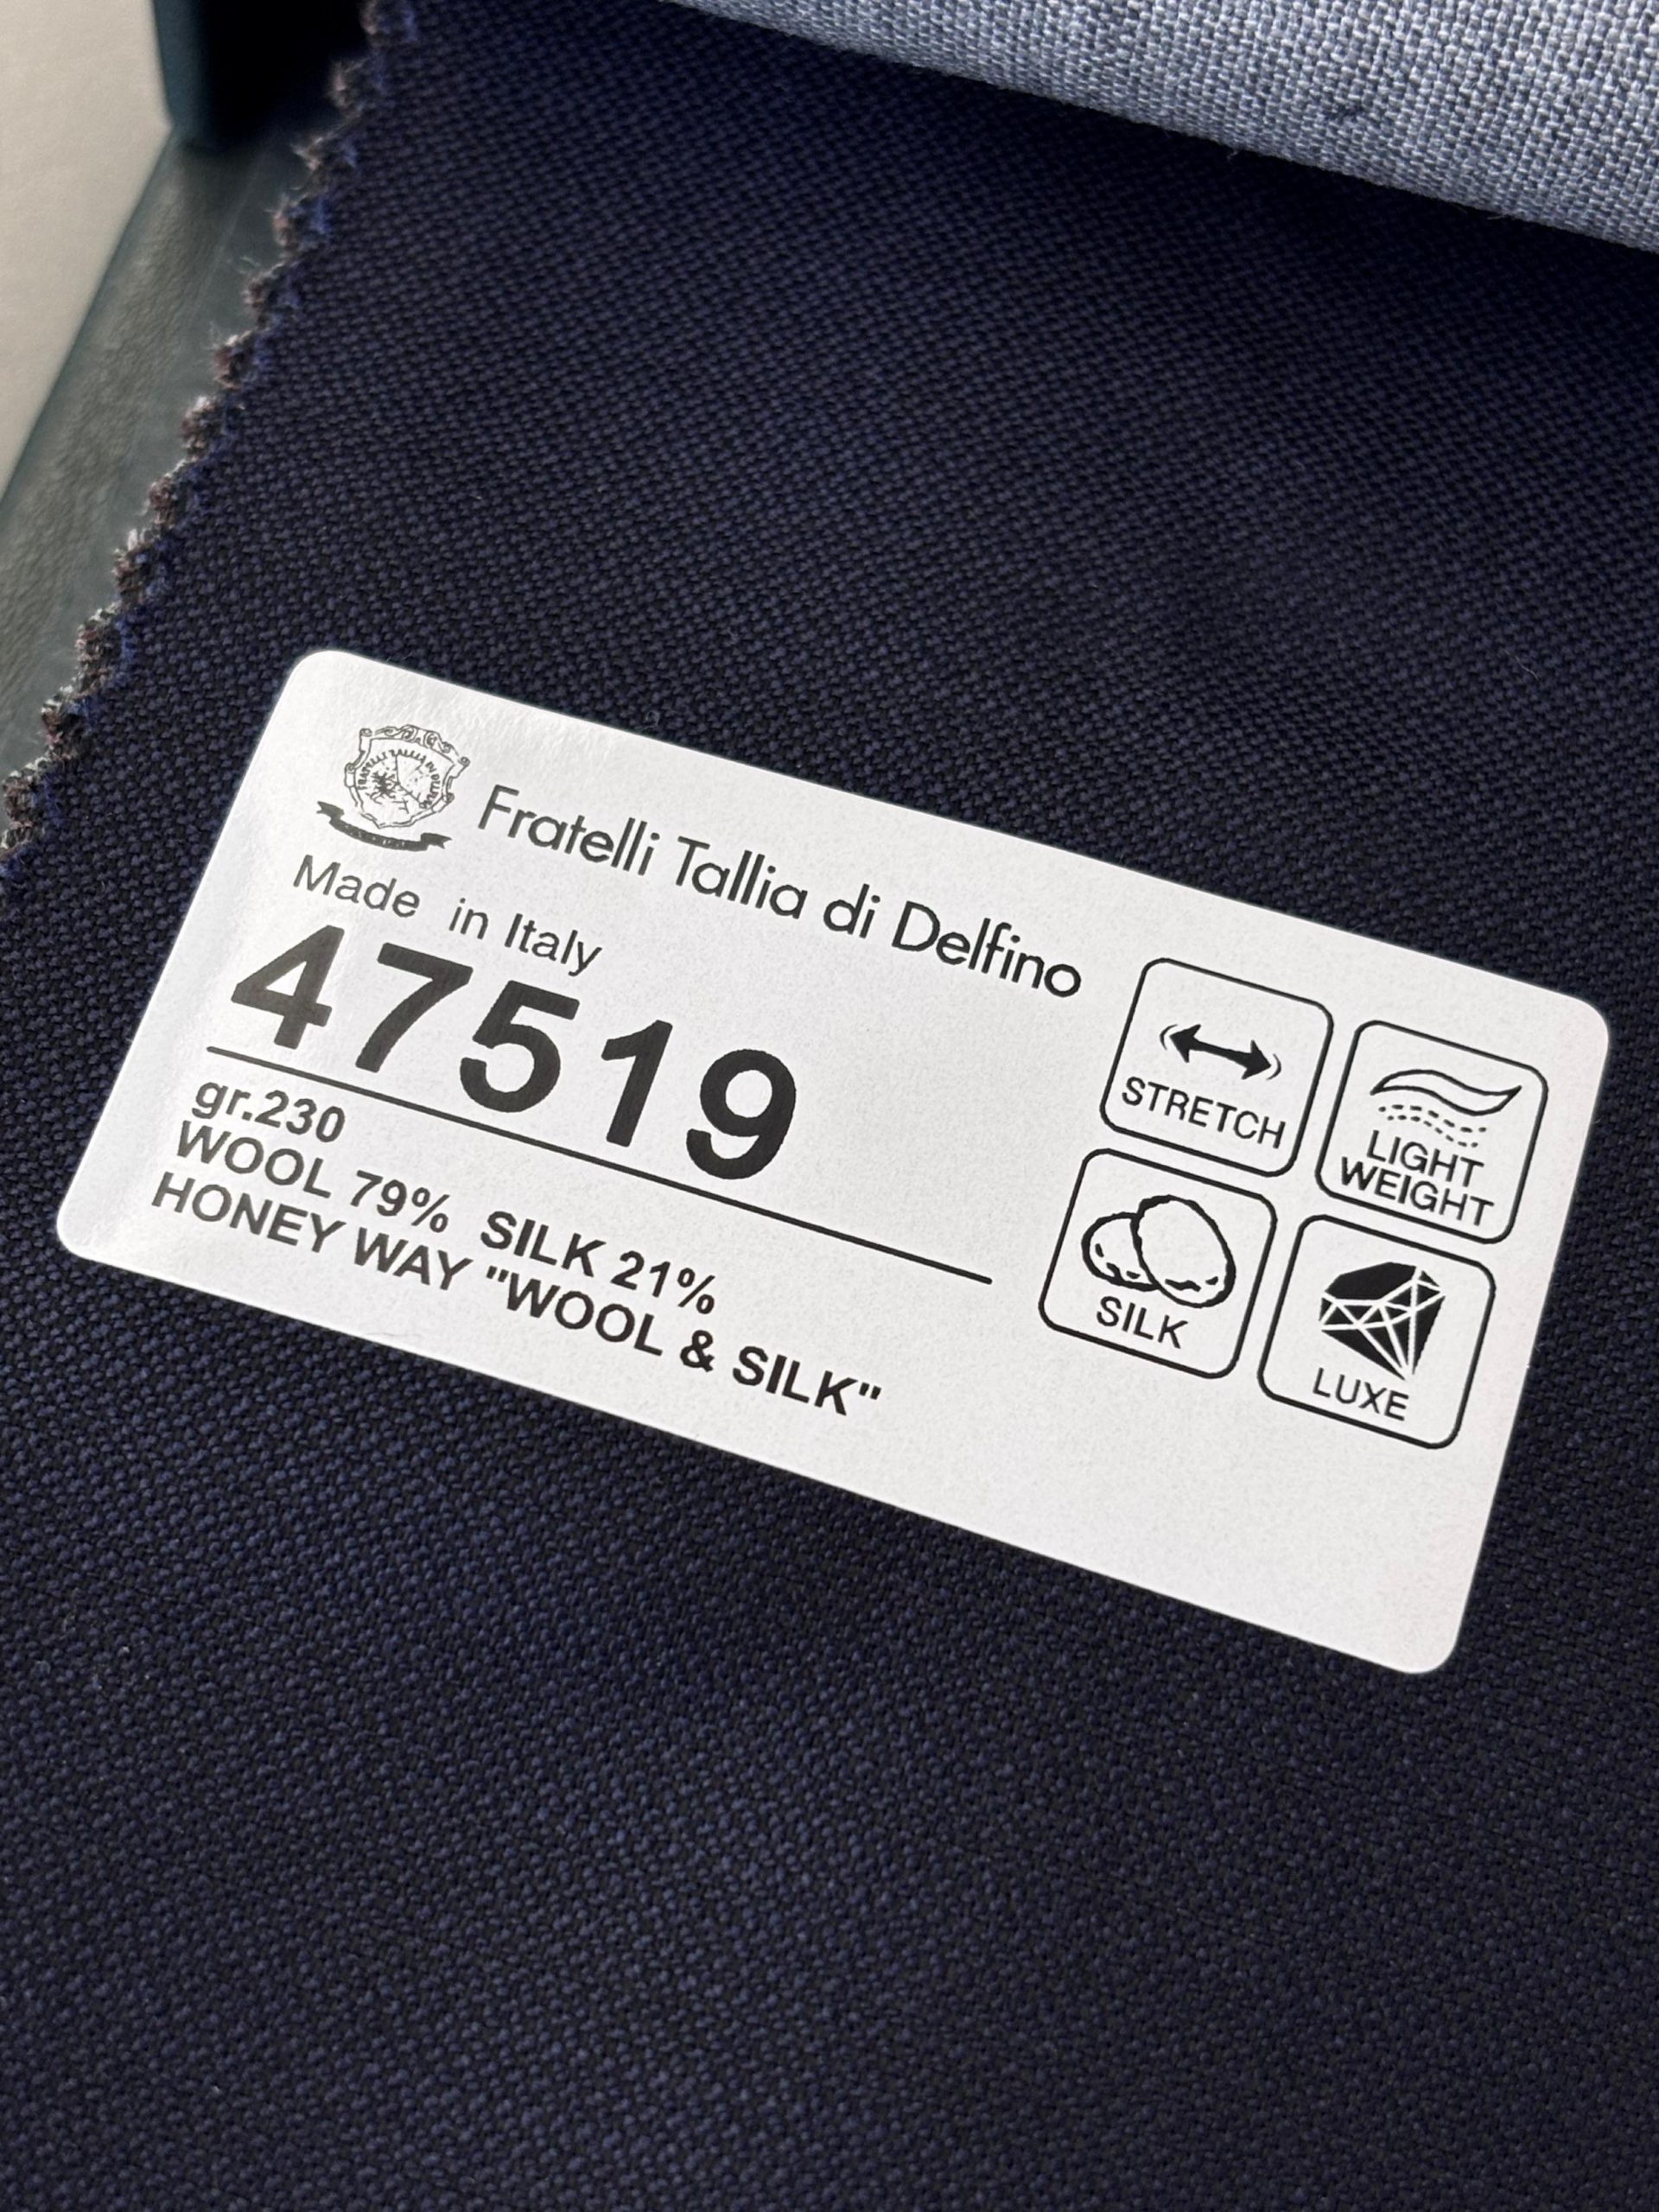 Fratelli Tallia di Delfino
Made in Italy
47519
gr.230
WOOL 79% SILK 21%
HONEY WAY "WOOL & SILK"
STRETCH
LIGHT
WEIGHT
SILK
LUXE